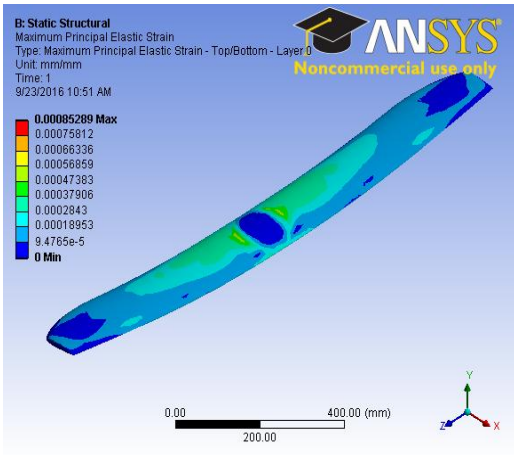 B: Static Structural
Maximum Principal Elastic Strain
Type: Maximum Principal Elastic Strain - Top/Bottom - Layer 0
Unit: mm/mm
Time: 1
9/23/2016 10:51 AM
ANSYS
Noncommercial use only
0.00085289 Max
0.00075812
0.00066336
0.00056859
0.00047383
0.00037906
0.0002843
0.00018953
9.4765e-5
0 Min
0.00
400.00 (mm)
200.00
Y
Z
X